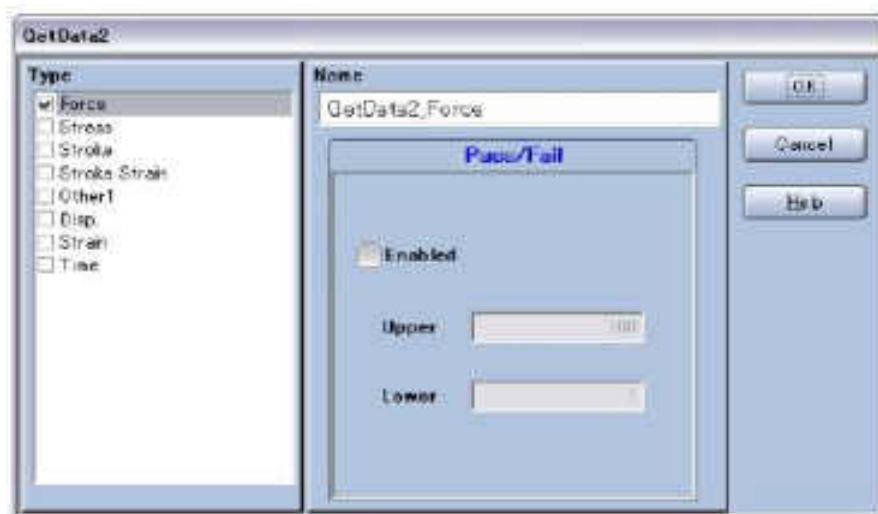 GetData2
Type
Force
Stress
Stroke
Stroke Strain
Other1
Disp.
Strain
Time
Name
GetData2_Force
Pass/Fail
Enabled
Upper
100
Lower
OK
Cancel
Help